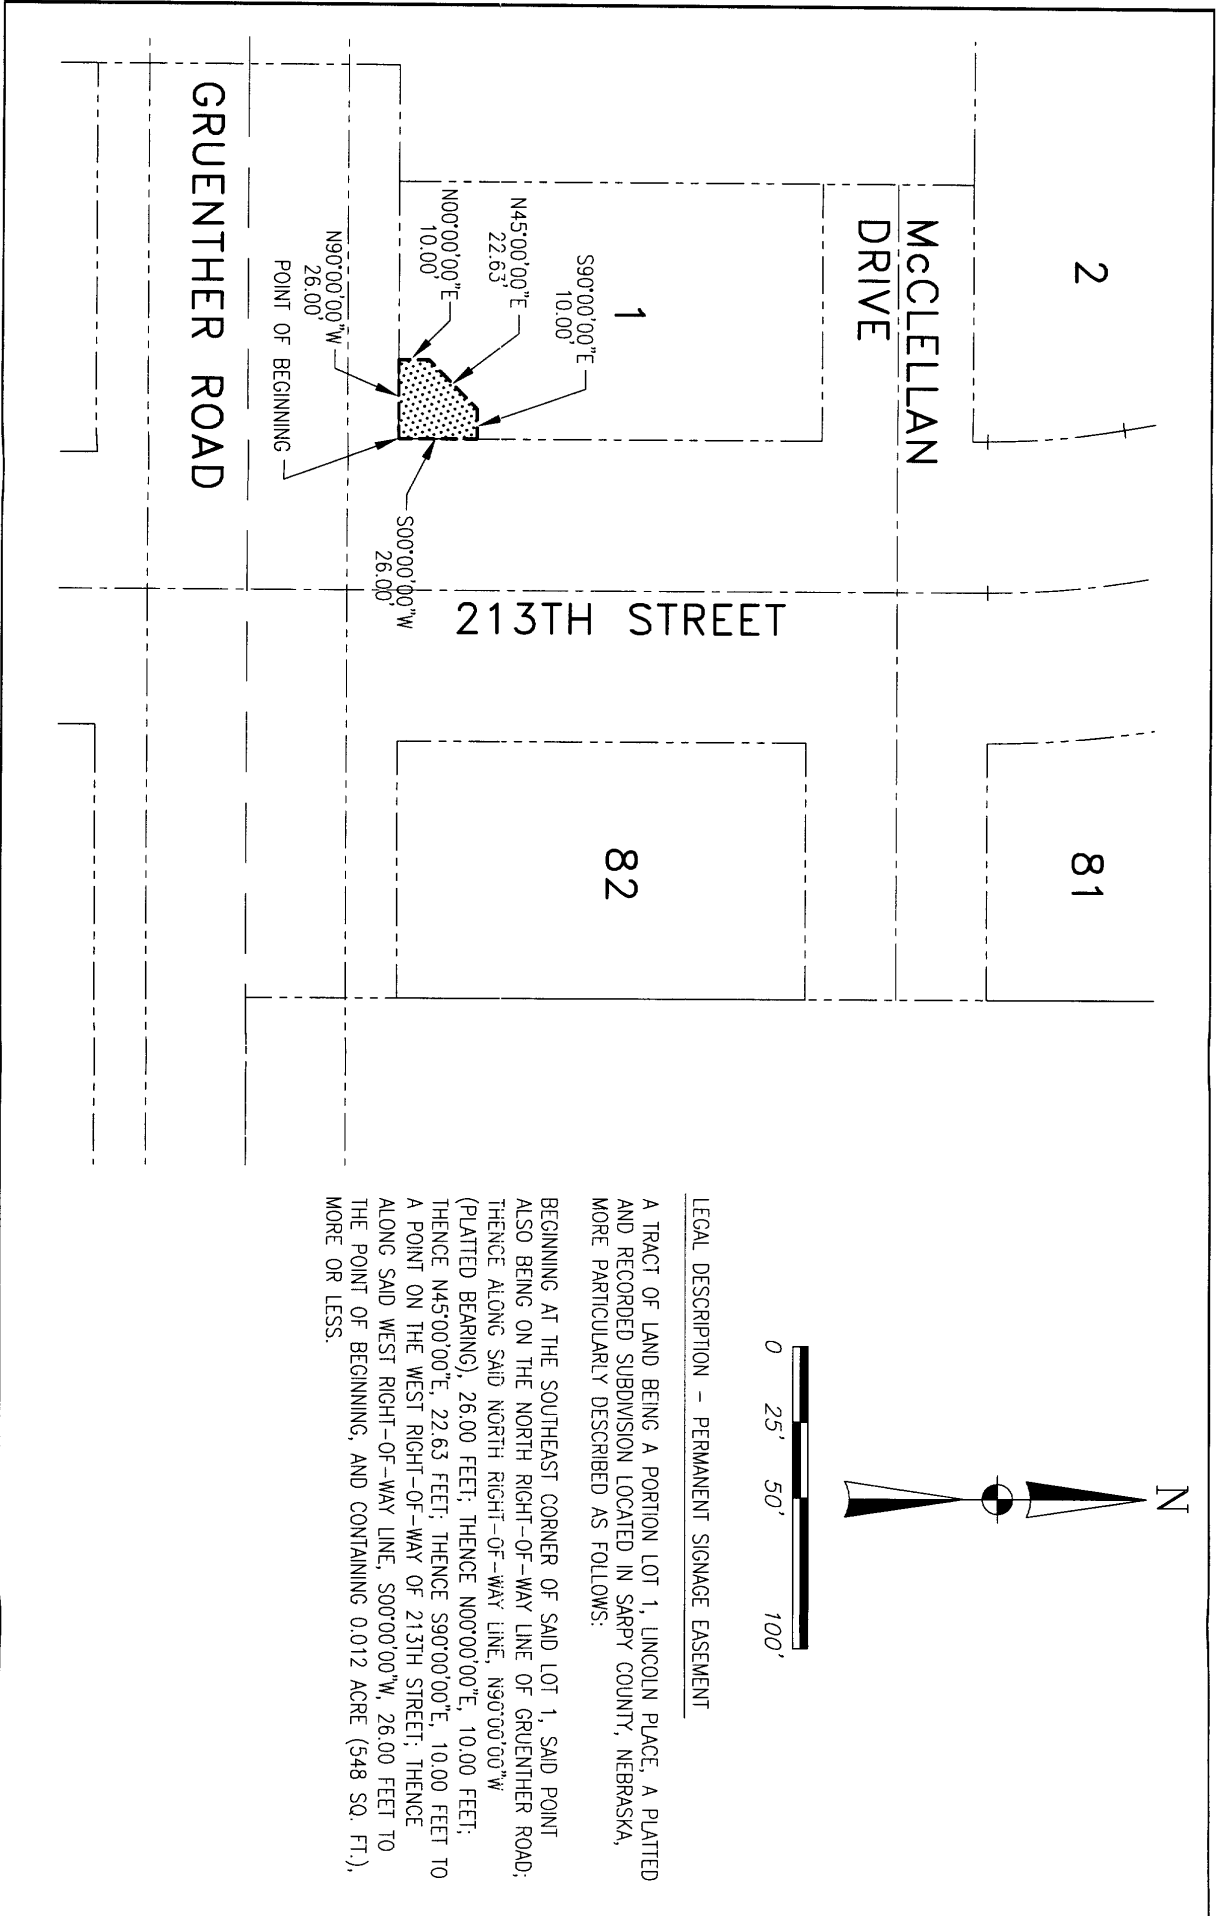 2
McCLELLAN
DRIVE
1
S90°00'00"E
10.00'
N45°00'00"E
22.63'
N00°00'00"E
10.00'
N90°00'00"W
26.00'
POINT OF BEGINNING
S00°00'00"W
26.00'
GRUENTHER ROAD
213TH STREET
81
82
N
0 25' 50' 100'
LEGAL DESCRIPTION - PERMANENT SIGNAGE EASEMENT
A TRACT OF LAND BEING A PORTION LOT 1, LINCOLN PLACE, A PLATTED
AND RECORDED SUBDIVISION LOCATED IN SARPY COUNTY, NEBRASKA,
MORE PARTICULARLY DESCRIBED AS FOLLOWS:
BEGINNING AT THE SOUTHEAST CORNER OF SAID LOT 1, SAID POINT
ALSO BEING ON THE NORTH RIGHT-OF-WAY LINE OF GRUENTHER ROAD;
THENCE ALONG SAID NORTH RIGHT-OF-WAY LINE, N90°00'00"W
(PLATTED BEARING), 26.00 FEET; THENCE N00°00'00"E, 10.00 FEET;
THENCE N45°00'00"E, 22.63 FEET; THENCE S90°00'00"E, 10.00 FEET TO
A POINT ON THE WEST RIGHT-OF-WAY OF 213TH STREET; THENCE
ALONG SAID WEST RIGHT-OF-WAY LINE, S00°00'00"W, 26.00 FEET TO
THE POINT OF BEGINNING, AND CONTAINING 0.012 ACRE (548 SQ. FT.),
MORE OR LESS.